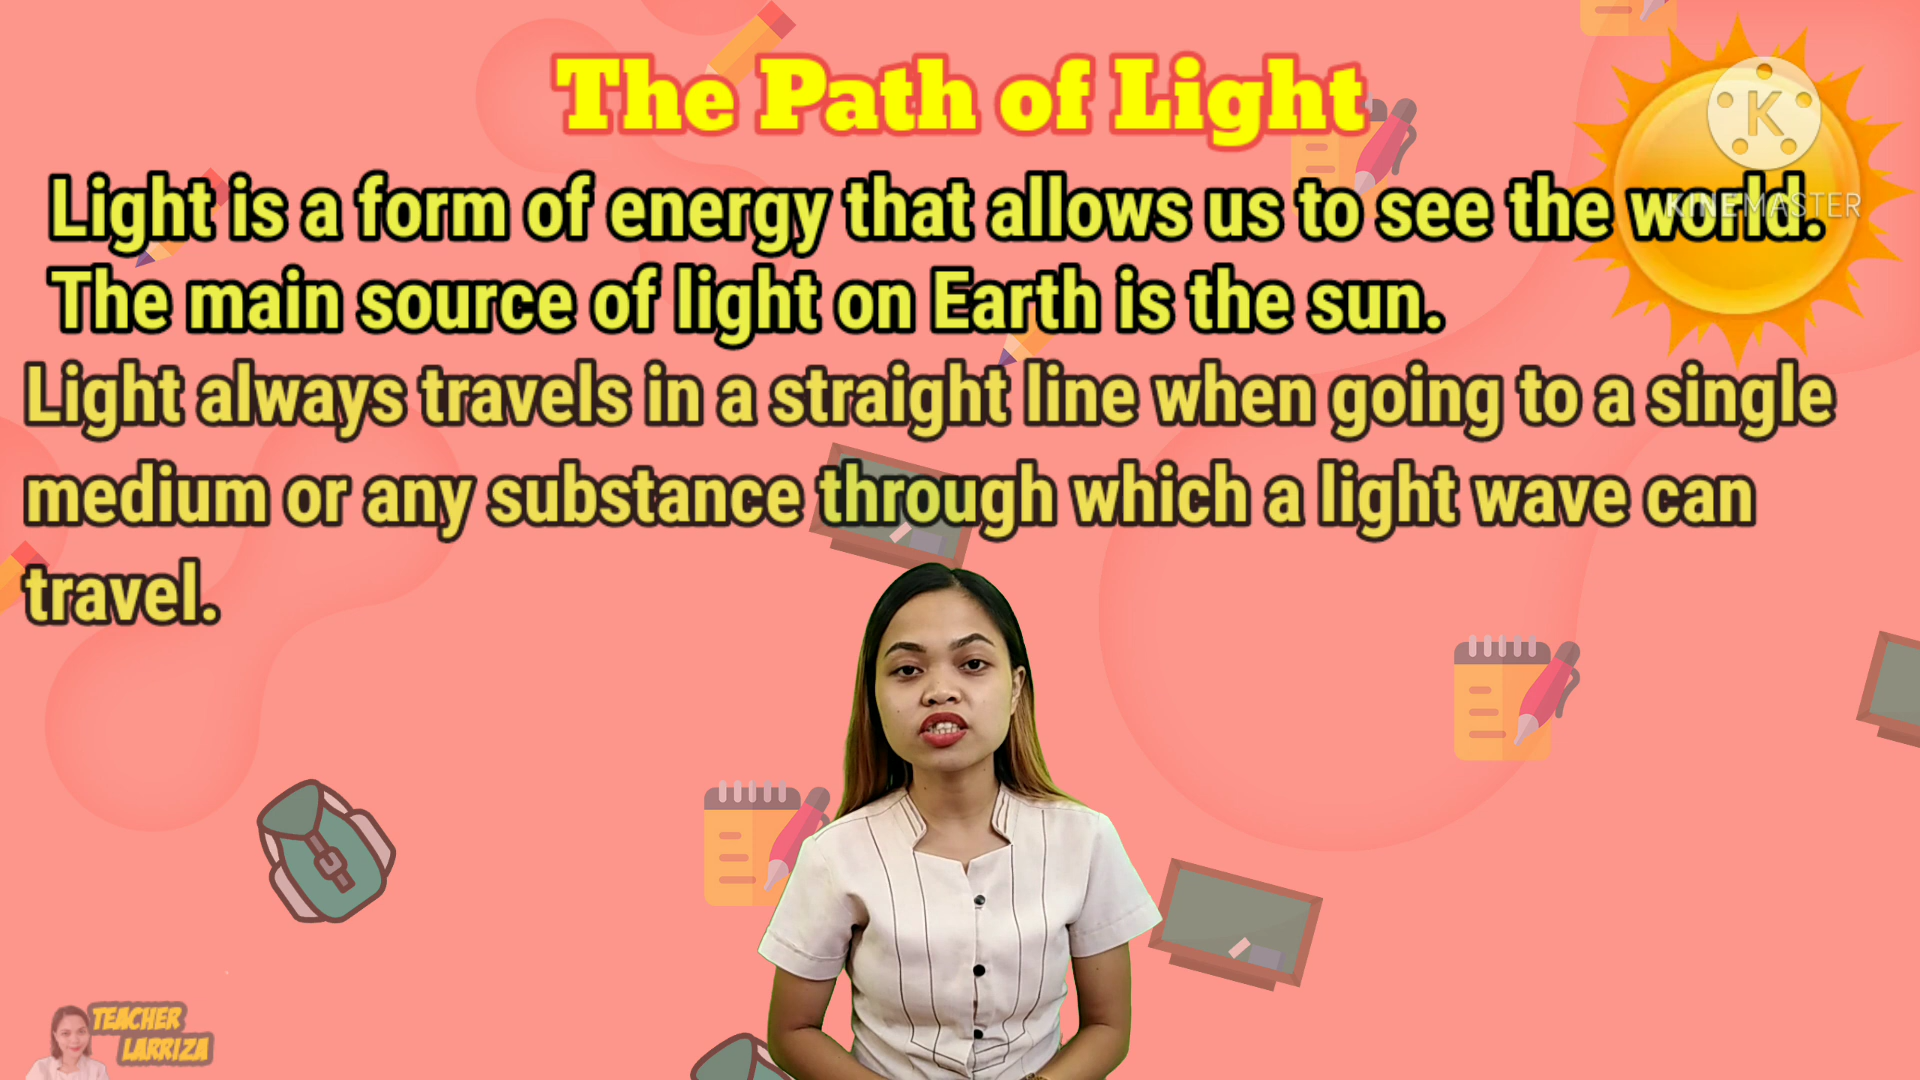 The Path of Light
K
KINEMASTER
Light is a form of energy that allows us to see the world.
The main source of light on Earth is the sun.
Light always travels in a straight line when going to a single
medium or any substance through which a light wave can
travel.
TEACHER
LARRIZA